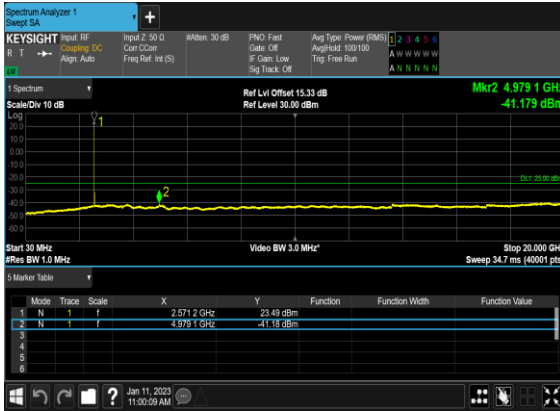 Spectrum Analyzer 1
Swept SA
+
KEYSIGHT Input: RF Input Z: 50 Ω #Atten: 30 dB PNO: Fast Avg Type: Power (RMS) 1 2 3 4 5 6
R T Coupling: DC Corr CCorr Gate: Off Avg|Hold: 100/100 A W W W W W
Align: Auto Freq Ref: Int (S) IF Gain: Low Trig: Free Run
LV Sig Track: Off A N N N N N
1 Spectrum Ref Lvl Offset 15.33 dB Mkr2 4.979 1 GHz
Scale/Div 10 dB Ref Level 30.00 dBm -41.179 dBm
Log
20.0
10.0
0.00
-10.0
-20.0
-30.0
-40.0
-50.0
-60.0
1
2
Start 30 MHz Video BW 3.0 MHz* Stop 20.000 GH
#Res BW 1.0 MHz Sweep 34.7 ms (40001 pts
5 Marker Table
Mode Trace Scale X Y Function Function Width Function Value
1 N 1 f 2.571 2 GHz 23.49 dBm
2 N 1 f 4.979 1 GHz -41.18 dBm
3
4
5
6
? Jan 11, 2023
11:00:09 AM